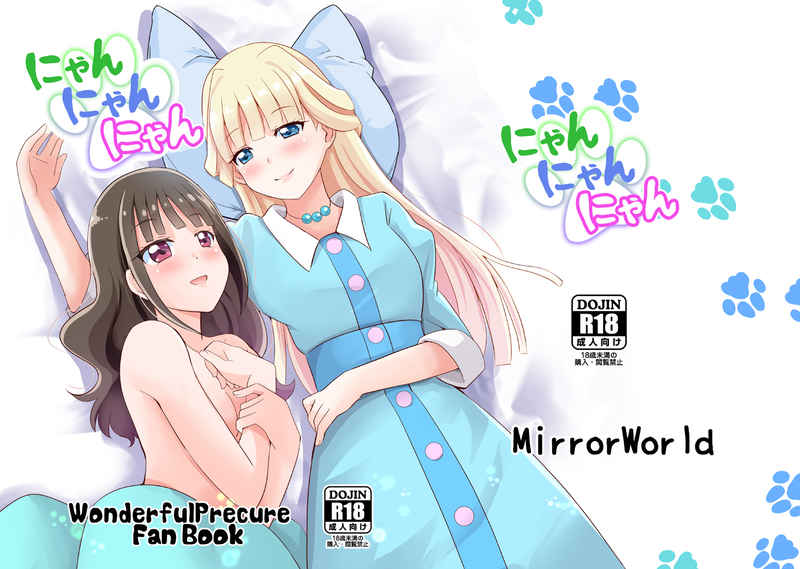 にゃん
にゃん
にゃん
WonderfulPrecure
Fan Book
DOJIN
R18
成人向け
18歳未満の
購入・閲覧禁止
にゃん
にゃん
にゃん
DOJIN
R18
成人向け
18歳未満の
購入・閲覧禁止
MirrorWorld